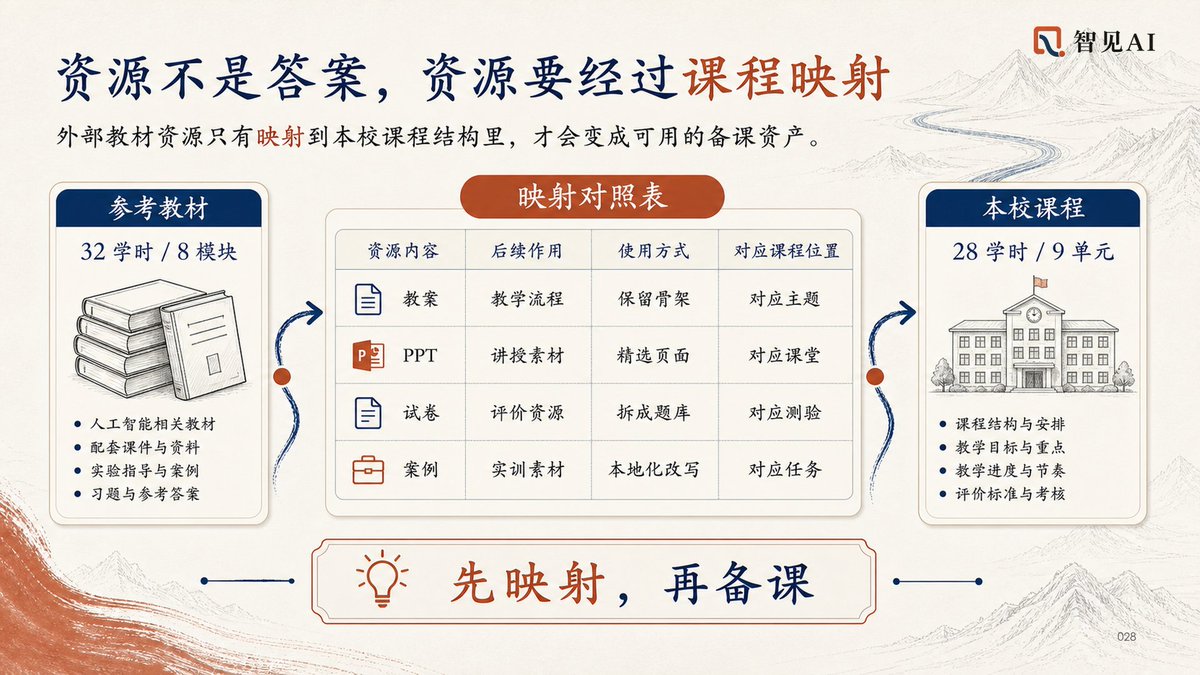 智见AI
资源不是答案，资源要经过课程映射
外部教材资源只有映射到本校课程结构里，才会变成可用的备课资产。
参考教材
32 学时 / 8 模块
人工智能相关教材
配套课件与资料
实验指导与案例
习题与参考答案
映射对照表
资源内容 后续作用 使用方式 对应课程位置
教案 教学流程 保留骨架 对应主题
P PPT 讲授素材 精选页面 对应课堂
试卷 评价资源 拆成题库 对应测验
案例 实训素材 本地化改写 对应任务
本校课程
28 学时 / 9 单元
课程结构与安排
教学目标与重点
教学进度与节奏
评价标准与考核
先映射，再备课
028